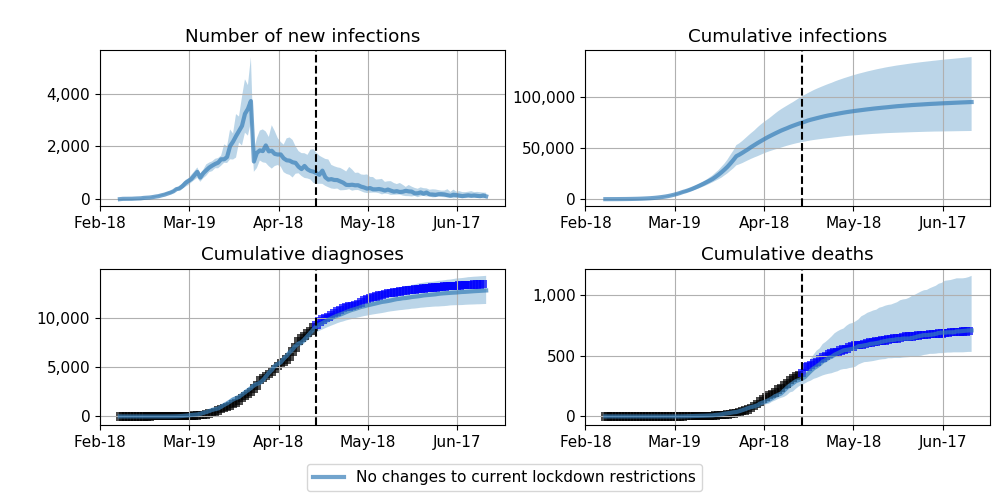 Number of new infections
4,000
2,000
0
Feb-18 Mar-19 Apr-18 May-18 Jun-17
Cumulative infections
100,000
50,000
0
Feb-18 Mar-19 Apr-18 May-18 Jun-17
Cumulative diagnoses
10,000
5,000
0
Feb-18 Mar-19 Apr-18 May-18 Jun-17
Cumulative deaths
1,000
500
0
Feb-18 Mar-19 Apr-18 May-18 Jun-17
No changes to current lockdown restrictions